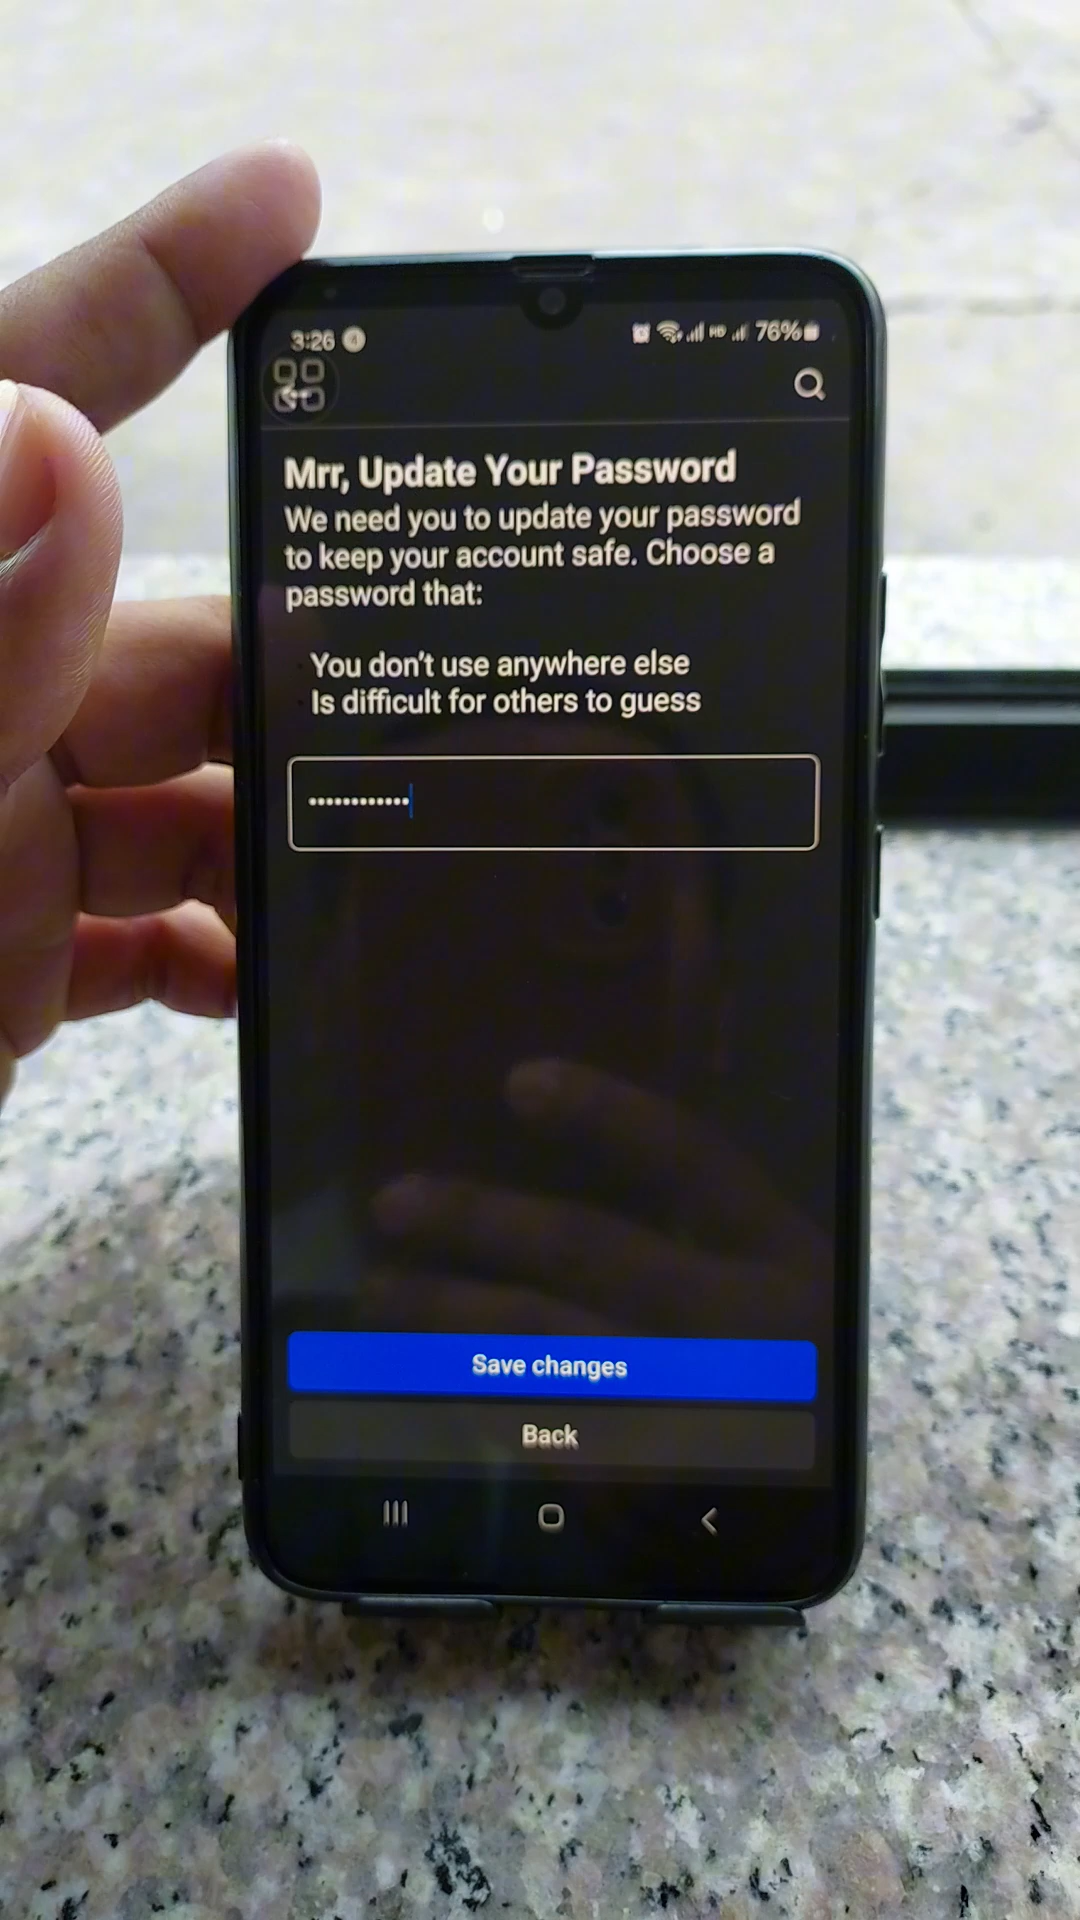 3:26 76%
Mrr, Update Your Password
We need you to update your password
to keep your account safe. Choose a
password that:
You don't use anywhere else
Is difficult for others to guess
••••••••••••
Save changes
Back